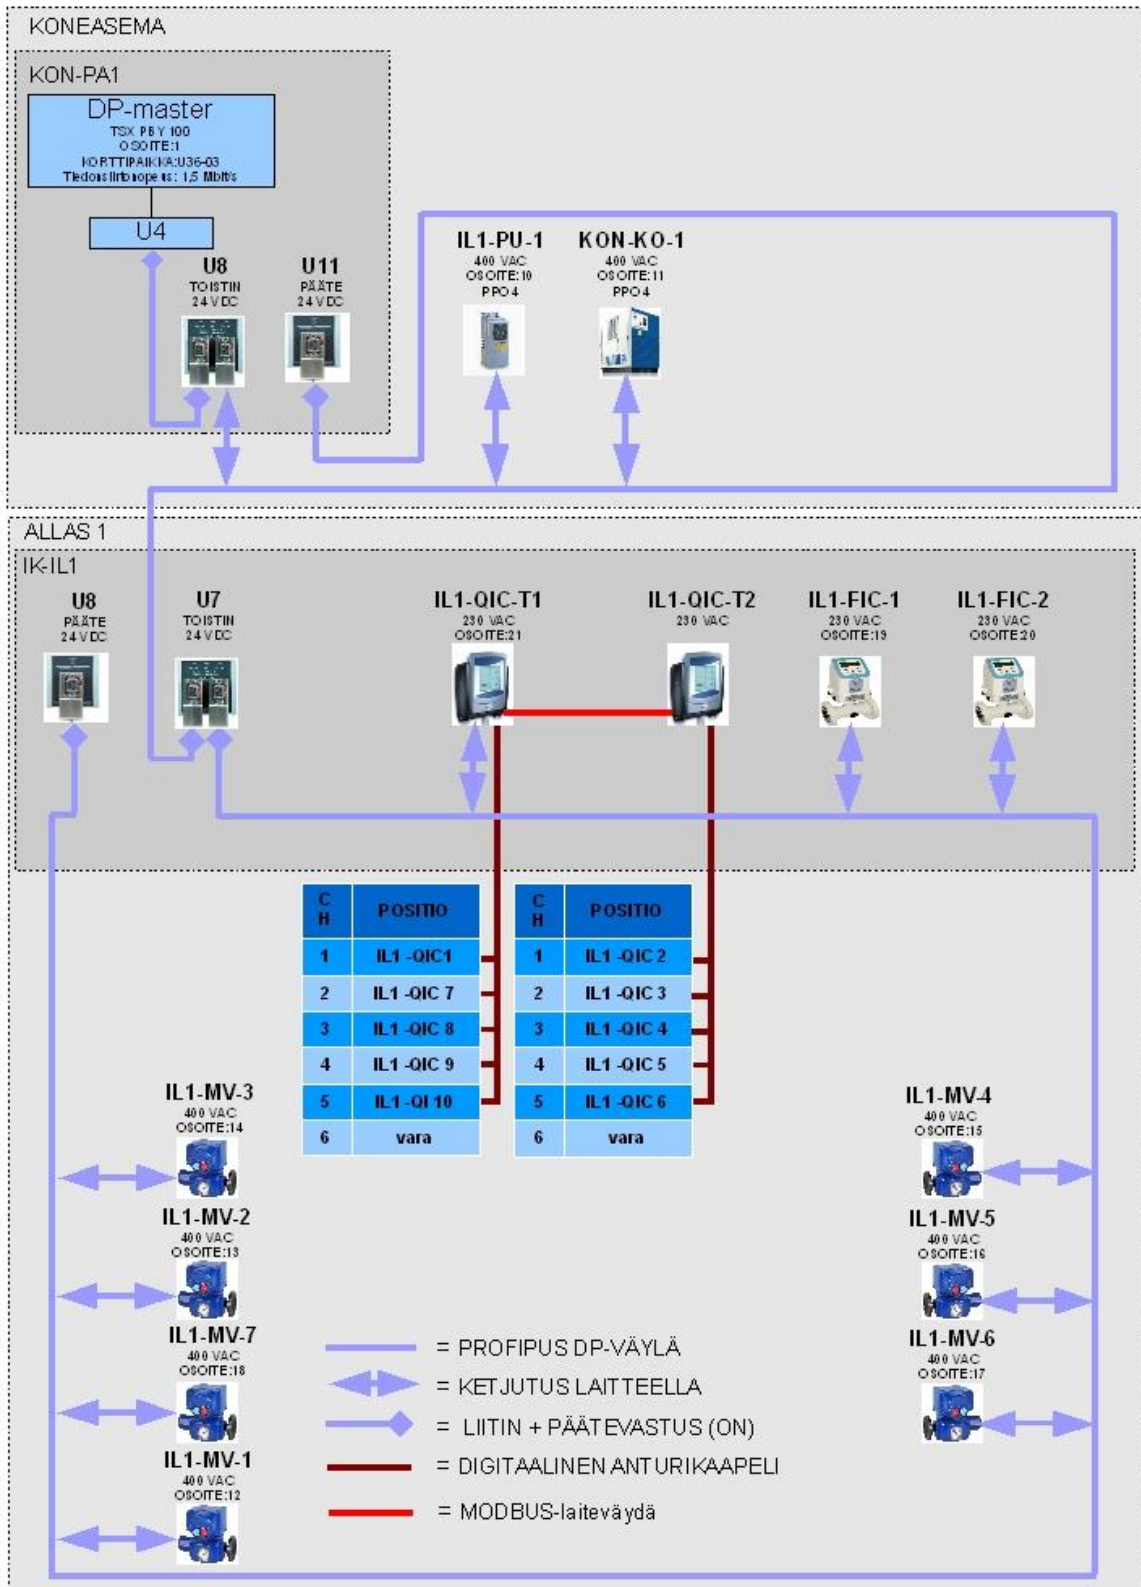 KONEASEMA
KON-PA1
DP-master
TSX PBY 100
OSOITE:1
KORTTIPAIKKA:U36-03
Tiedonsiirtonopeus: 1,5 Mbit/s
U4
U8
TOISTIN
24 VDC
U11
PÄÄTE
24 VDC
IL1-PU-1
400 VAC
OSOITE:10
PPO4
KON-KO-1
400 VAC
OSOITE:11
PPO4
ALLAS 1
IK-IL1
U8
PÄÄTE
24 VDC
U7
TOISTIN
24 VDC
IL1-QIC-T1
230 VAC
OSOITE:21
IL1-QIC-T2
230 VAC
IL1-FIC-1
230 VAC
OSOITE:19
IL1-FIC-2
230 VAC
OSOITE:20
CH POSITIO
1 IL1 -QIC1
2 IL1 -QIC 7
3 IL1 -QIC 8
4 IL1 -QIC 9
5 IL1 -QI 10
6 vara
CH POSITIO
1 IL1 -QIC 2
2 IL1 -QIC 3
3 IL1 -QIC 4
4 IL1 -QIC 5
5 IL1 -QIC 6
6 vara
IL1-MV-3
400 VAC
OSOITE:14
IL1-MV-2
400 VAC
OSOITE:13
IL1-MV-7
400 VAC
OSOITE:18
IL1-MV-1
400 VAC
OSOITE:12
IL1-MV-4
400 VAC
OSOITE:15
IL1-MV-5
400 VAC
OSOITE:16
IL1-MV-6
400 VAC
OSOITE:17
= PROFIPUS DP-VÄYLÄ
= KETJUTUS LAITTEELLA
= LIITIN + PÄÄTEVASTUS (ON)
= DIGITAALINEN ANTURIKAAPELI
= MODBUS-laiteväydä